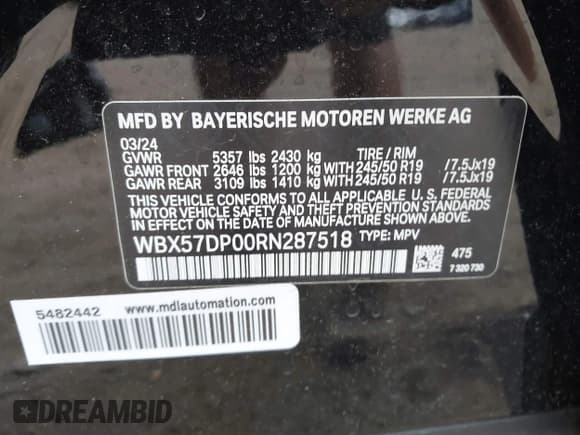 MFD BY BAYERISCHE MOTOREN WERKE AG
03/24
GVWR 5357 lbs 2430 kg TIRE / RIM
GAWR FRONT 2646 lbs 1200 kg WITH 245/50 R19 /7.5Jx19
GAWR REAR 3109 lbs 1410 kg WITH 245/50 R19 /7.5Jx19
THIS VEHICLE CONFORMS TO ALL APPLICABLE U. S. FEDERAL
MOTOR VEHICLE SAFETY AND THEFT PREVENTION STANDARDS
IN EFFECT ON THE DATE OF MANUFACTURE SHOWN ABOVE.
WBX57DP00RN287518 TYPE: MPV
475
7 320 730
5482442 www.mdlautomation.com
DREAMBID